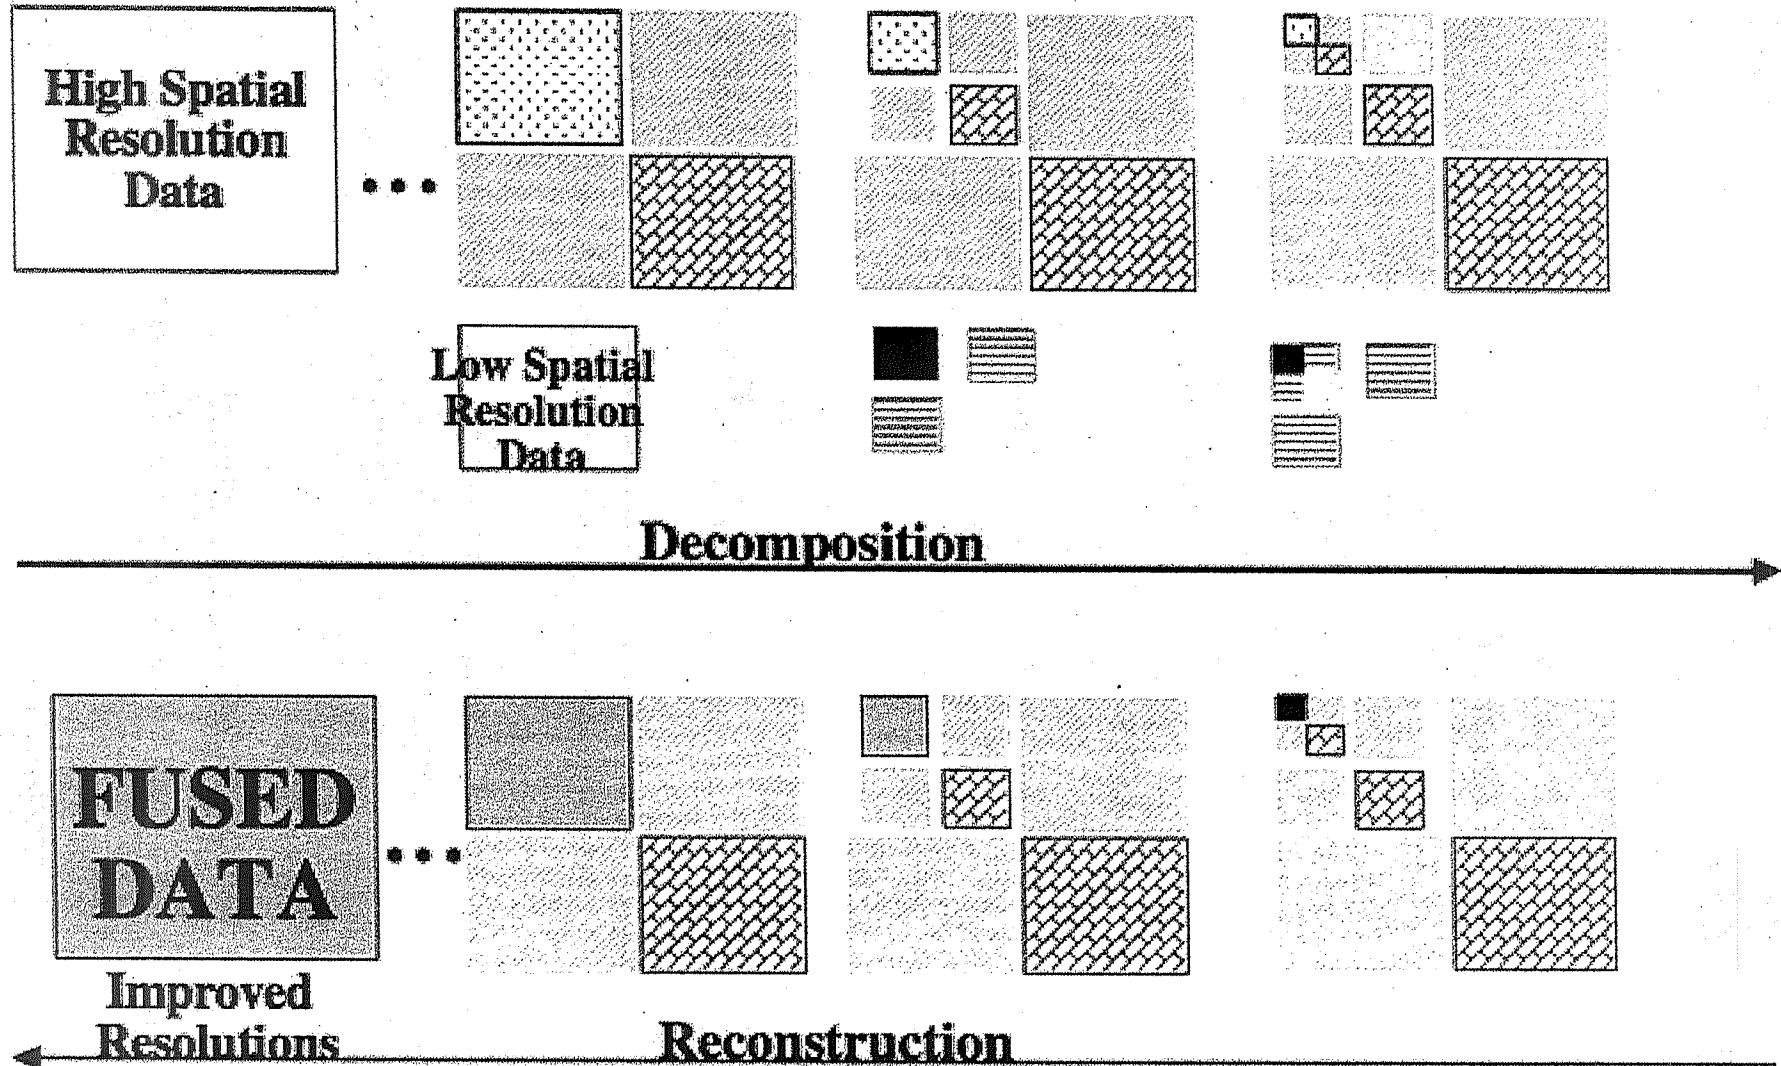 High Spatial
Resolution
Data
Low Spatial
Resolution
Data
Decomposition
FUSED
DATA
Improved
Resolutions
Reconstruction